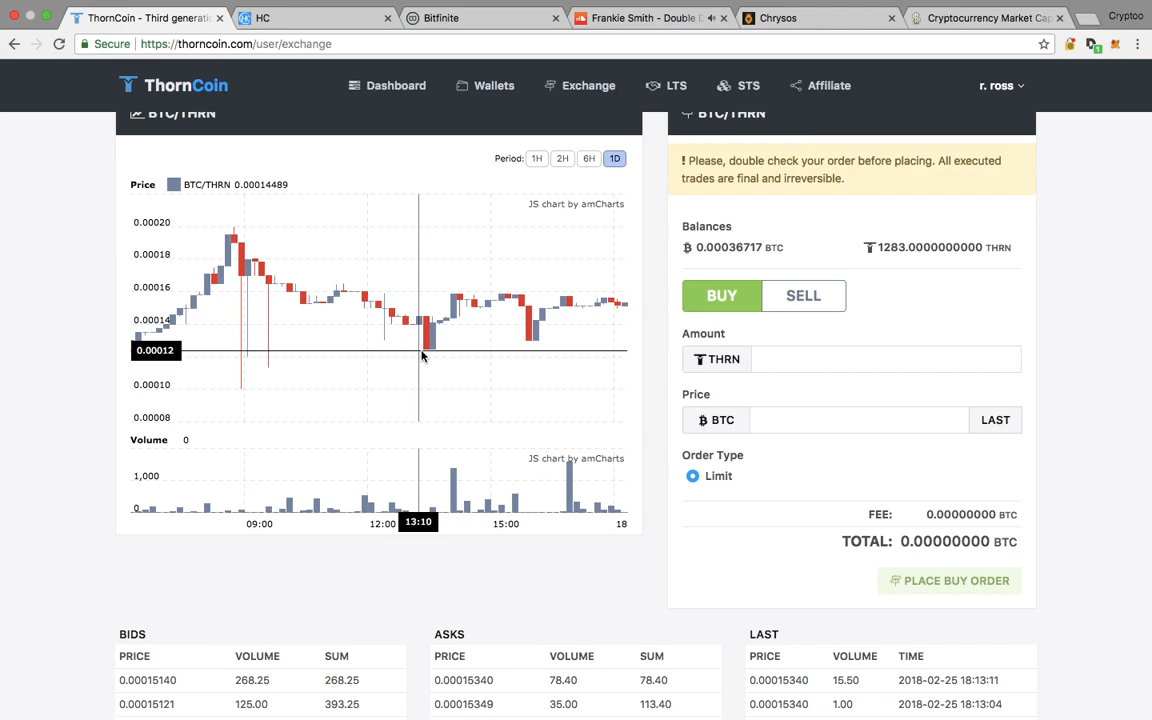 ThornCoin - Third generatio
HC
Bitfinite
Frankie Smith - Double D
Chrysos
Cryptocurrency Market Cap
Cryptoo
Secure
https://thorncoin.com/user/exchange
1
ThornCoin
Dashboard
Wallets
Exchange
LTS
STS
Affiliate
r. ross
BTC/THRN
Period: 1H 2H 6H 1D
Price BTC/THRN 0.00014489
JS chart by amCharts
0.00020
0.00018
0.00016
0.00014
0.00012
0.00010
0.00008
Volume 0
JS chart by amCharts
1,000
0
09:00 12:00 13:10 15:00 18
BTC/THRN
! Please, double check your order before placing. All executed
trades are final and irreversible.
Balances
0.00036717 BTC 1283.0000000000 THRN
BUY SELL
Amount
THRN
Price
BTC LAST
Order Type
Limit
FEE: 0.00000000 BTC
TOTAL: 0.00000000 BTC
PLACE BUY ORDER
BIDS
PRICE VOLUME SUM
0.00015140 268.25 268.25
0.00015121 125.00 393.25
ASKS
PRICE VOLUME SUM
0.00015340 78.40 78.40
0.00015349 35.00 113.40
LAST
PRICE VOLUME TIME
0.00015340 15.50 2018-02-25 18:13:11
0.00015340 1.00 2018-02-25 18:13:04